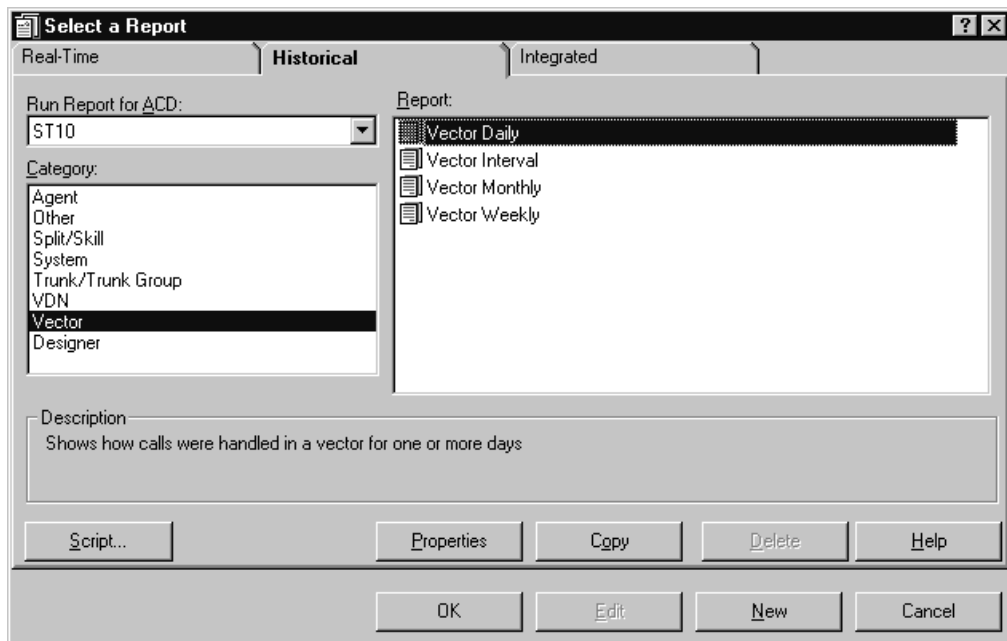 Select a Report
Real-Time
Historical
Integrated
Run Report for ACD:
ST10
Category:
Agent
Other
Split/Skill
System
Trunk/Trunk Group
VDN
Vector
Designer
Report:
Vector Daily
Vector Interval
Vector Monthly
Vector Weekly
Description
Shows how calls were handled in a vector for one or more days
Script...
Properties
Copy
Delete
Help
OK
Edit
New
Cancel